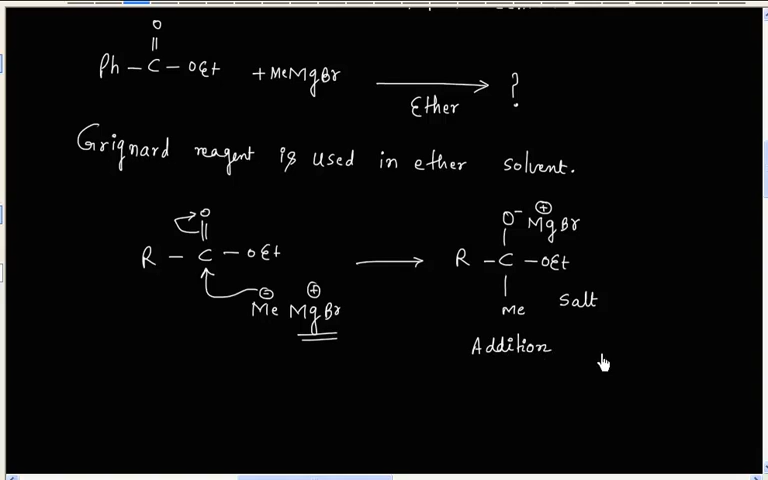 O
||
Ph – C – OEt + MeMgBr → ?
Ether
Grignard reagent is used in ether solvent.
O
||
R – C – OEt →
⊖ ⊕
Me MgBr
O⁻ ⊕
MgBr
R – C – OEt
|
Me Salt
Addition